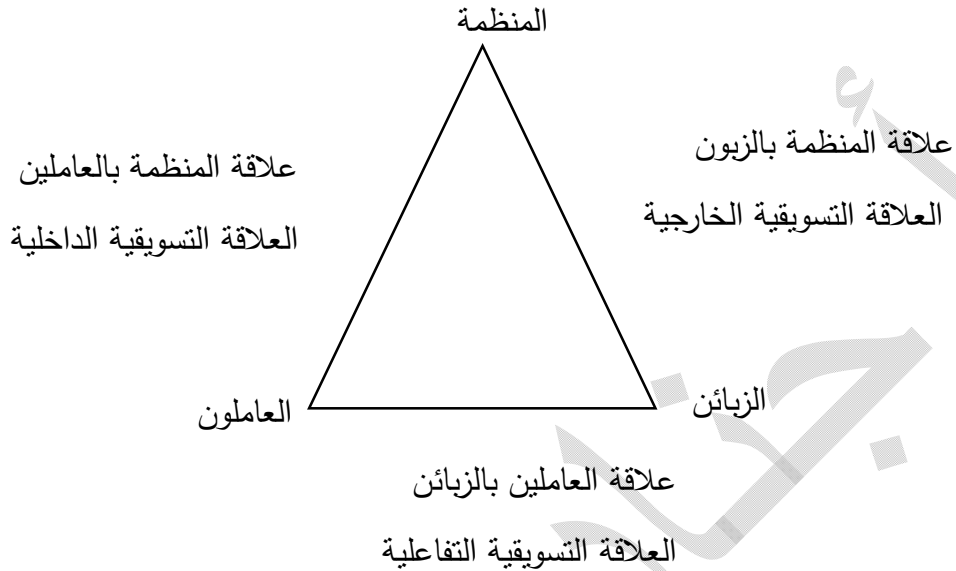 المنظمة
علاقة المنظمة بالزبون
العلاقة التسويقية الخارجية
علاقة المنظمة بالعاملين
العلاقة التسويقية الداخلية
الزبائن
العاملون
علاقة العاملين بالزبائن
العلاقة التسويقية التفاعلية